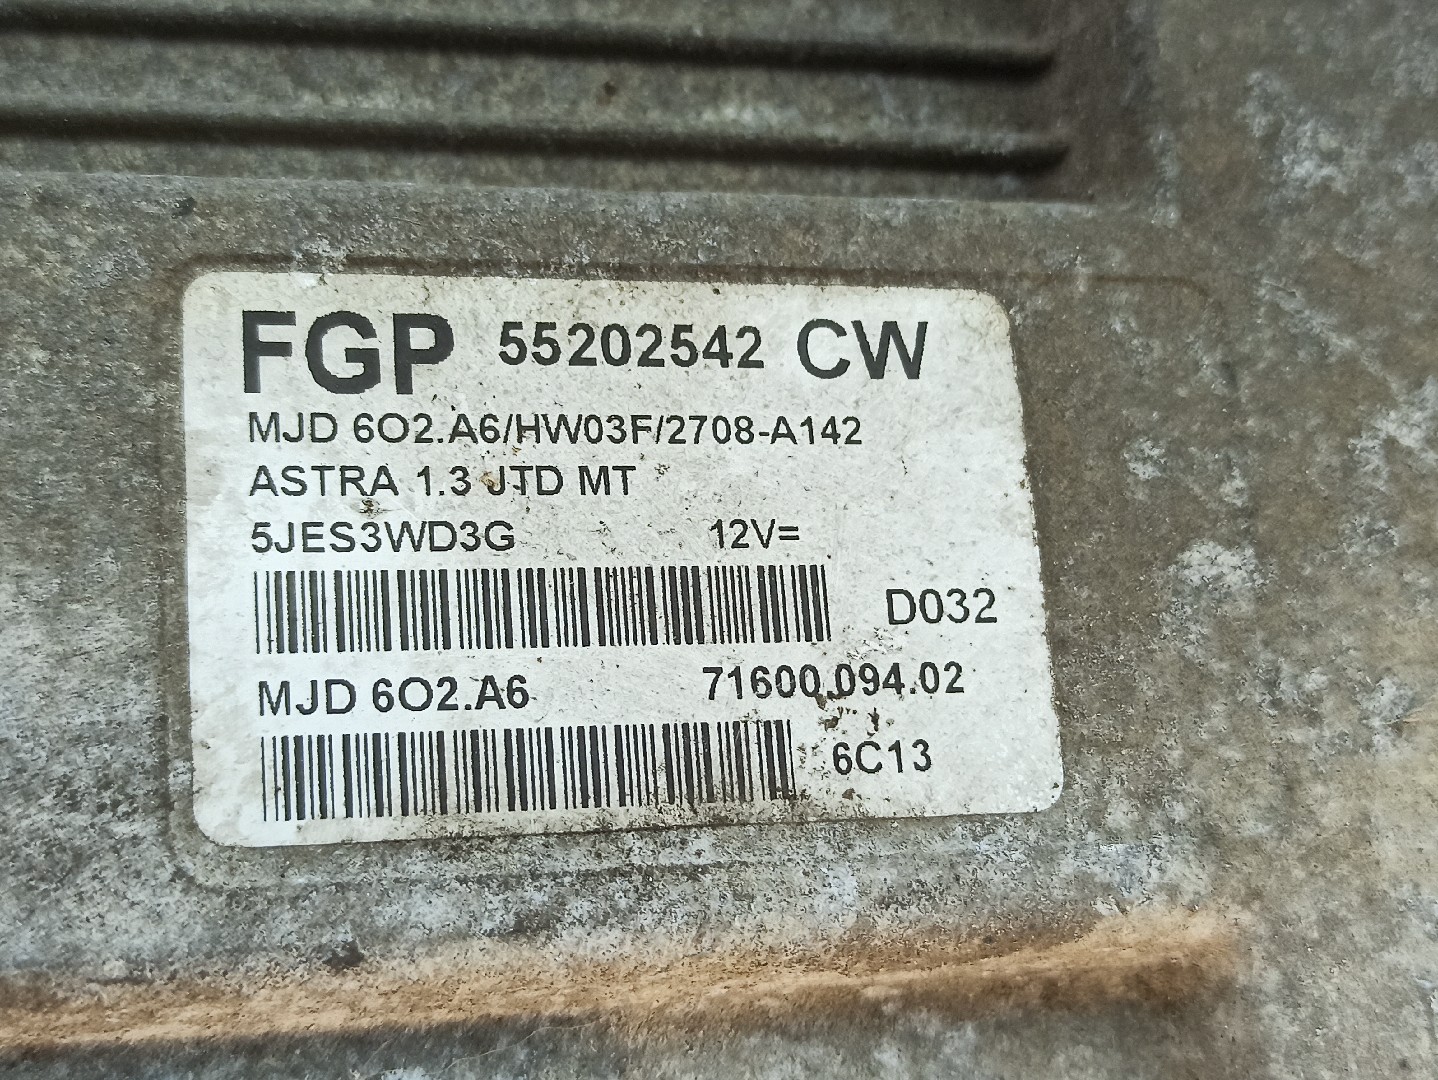 FGP 55202542 CW
MJD 6O2.A6/HW03F/2708-A142
ASTRA 1.3 JTD MT
5JES3WD3G 12V=
D032
MJD 6O2.A6 71600.094.02
6C13